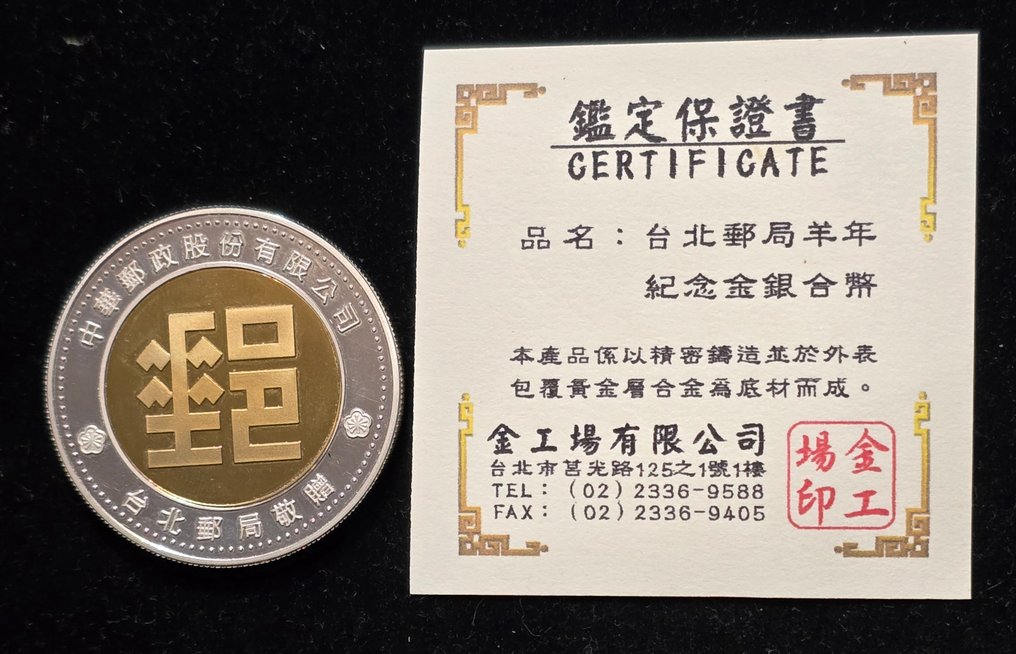 中華郵政股份有限公司
郵
台北郵局敬贈
鑑定保證書
CERTIFICATE
品名：台北郵局羊年
紀念金銀合幣
本產品係以精密鑄造並於外表
包覆黃金層合金為底材而成。
金工場有限公司
台北市莒光路125之1號1樓
TEL：（02）2336-9588
FAX：（02）2336-9405
金工場印